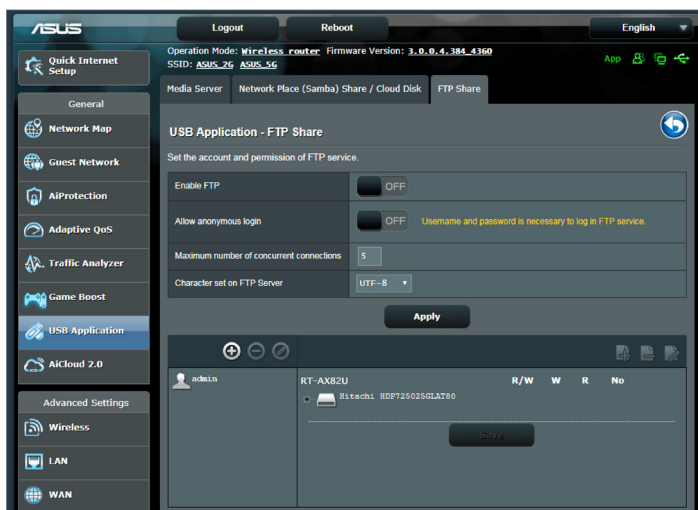 ASUS
Logout
Reboot
English
Quick Internet
Setup
Operation Mode: Wireless router Firmware Version: 3.0.0.4.384_4360
SSID: ASUS_2G ASUS_5G
App
Media Server
Network Place (Samba) Share / Cloud Disk
FTP Share
General
Network Map
Guest Network
AiProtection
Adaptive QoS
Traffic Analyzer
Game Boost
USB Application
AiCloud 2.0
Advanced Settings
Wireless
LAN
WAN
USB Application - FTP Share
Set the account and permission of FTP service.
Enable FTP
OFF
Allow anonymous login
OFF
Username and password is necessary to log in FTP service.
Maximum number of concurrent connections
5
Character set on FTP Server
UTF-8
Apply
admin
RT-AX82U
R/W W R No
Hitachi HDP725025GLAT80
Save